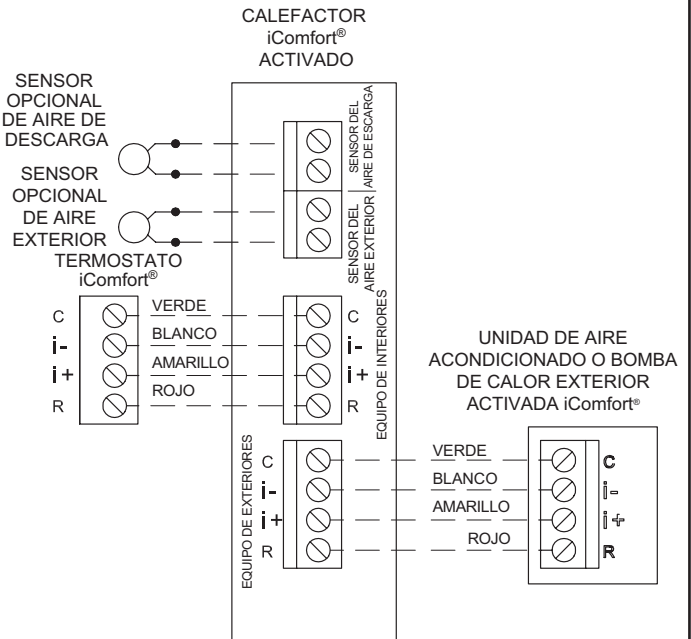 CALEFACTOR
iComfort®
ACTIVADO
SENSOR
OPCIONAL
DE AIRE DE
DESCARGA
SENSOR
OPCIONAL
DE AIRE
EXTERIOR
SENSOR DEL
AIRE DE ESCARGA
SENSOR DEL
AIRE EXTERIOR
TERMOSTATO
iComfort®
C
i-
i+
R
VERDE
BLANCO
AMARILLO
ROJO
C
i-
i+
R
EQUIPO DE INTERIORES
EQUIPO DE EXTERIORES
C
i-
i+
R
VERDE
BLANCO
AMARILLO
ROJO
UNIDAD DE AIRE
ACONDICIONADO O BOMBA
DE CALOR EXTERIOR
ACTIVADA iComfort®
C
i-
i+
R